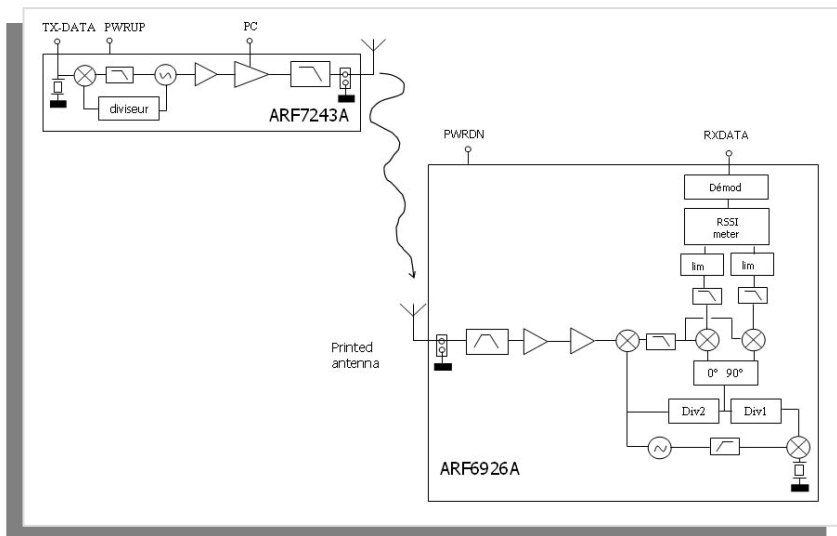 TX-DATA PWRUP PC
diviseur
ARF7243A
PWRDN
RXDATA
Démod
RSSI
meter
lim lim
Printed
antenna
0° 90°
Div2 Div1
ARF6926A